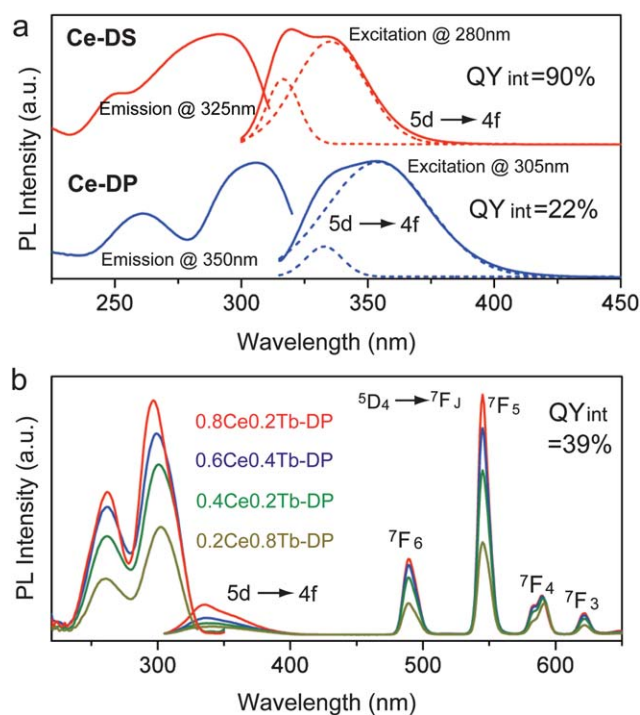 a
Ce-DS
Excitation @ 280nm
QY int=90%
Emission @ 325nm
5d → 4f
Ce-DP
Excitation @ 305nm
5d → 4f
QY int=22%
Emission @ 350nm
PL Intensity (a.u.)
250 300 350 400 450
Wavelength (nm)
b
5D4 → 7FJ
7F5
QYint
=39%
0.8Ce0.2Tb-DP
0.6Ce0.4Tb-DP
0.4Ce0.2Tb-DP
0.2Ce0.8Tb-DP
7F6
5d → 4f
7F4
7F3
PL Intensity (a.u.)
300 400 500 600
Wavelength (nm)